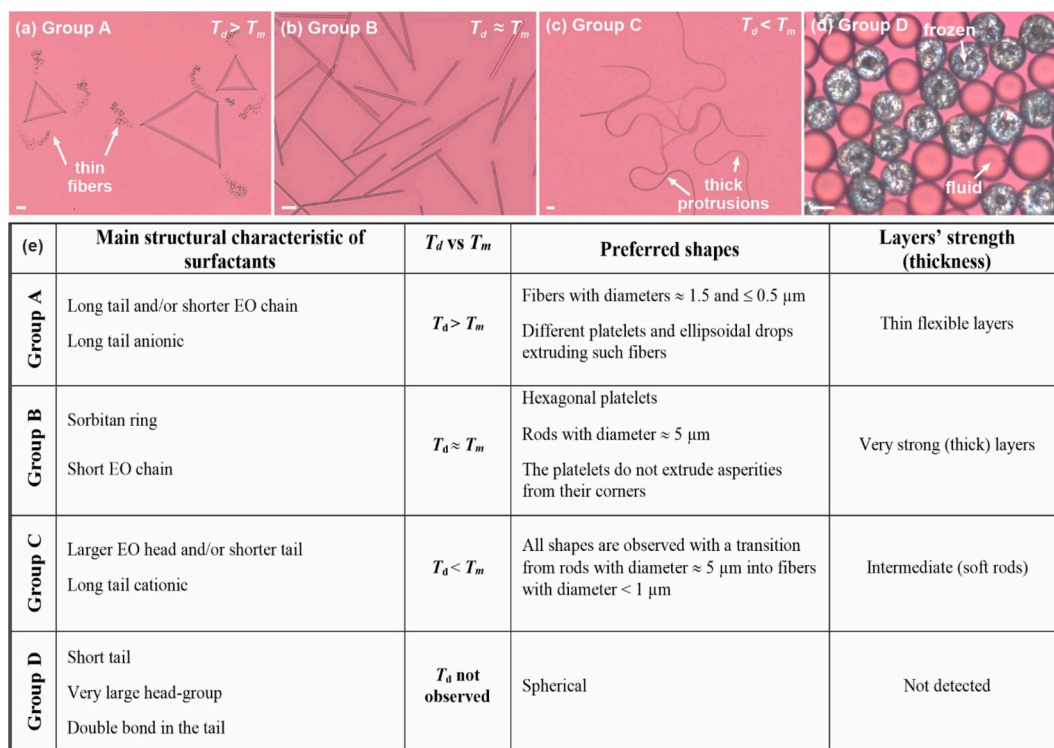 (a) Group A
T_d > T_m
thin
fibers
(b) Group B
T_d ≈ T_m
(c) Group C
T_d < T_m
thick
protrusions
(d) Group D
frozen
fluid
(e)
Main structural characteristic of
surfactants
T_d vs T_m
Preferred shapes
Layers' strength
(thickness)
Group A
Long tail and/or shorter EO chain
Long tail anionic
T_d > T_m
Fibers with diameters ≈ 1.5 and ≤ 0.5 μm
Different platelets and ellipsoidal drops
extruding such fibers
Thin flexible layers
Group B
Sorbitan ring
Short EO chain
T_d ≈ T_m
Hexagonal platelets
Rods with diameter ≈ 5 μm
The platelets do not extrude asperities
from their corners
Very strong (thick) layers
Group C
Larger EO head and/or shorter tail
Long tail cationic
T_d < T_m
All shapes are observed with a transition
from rods with diameter ≈ 5 μm into fibers
with diameter < 1 μm
Intermediate (soft rods)
Group D
Short tail
Very large head-group
Double bond in the tail
T_d not
observed
Spherical
Not detected